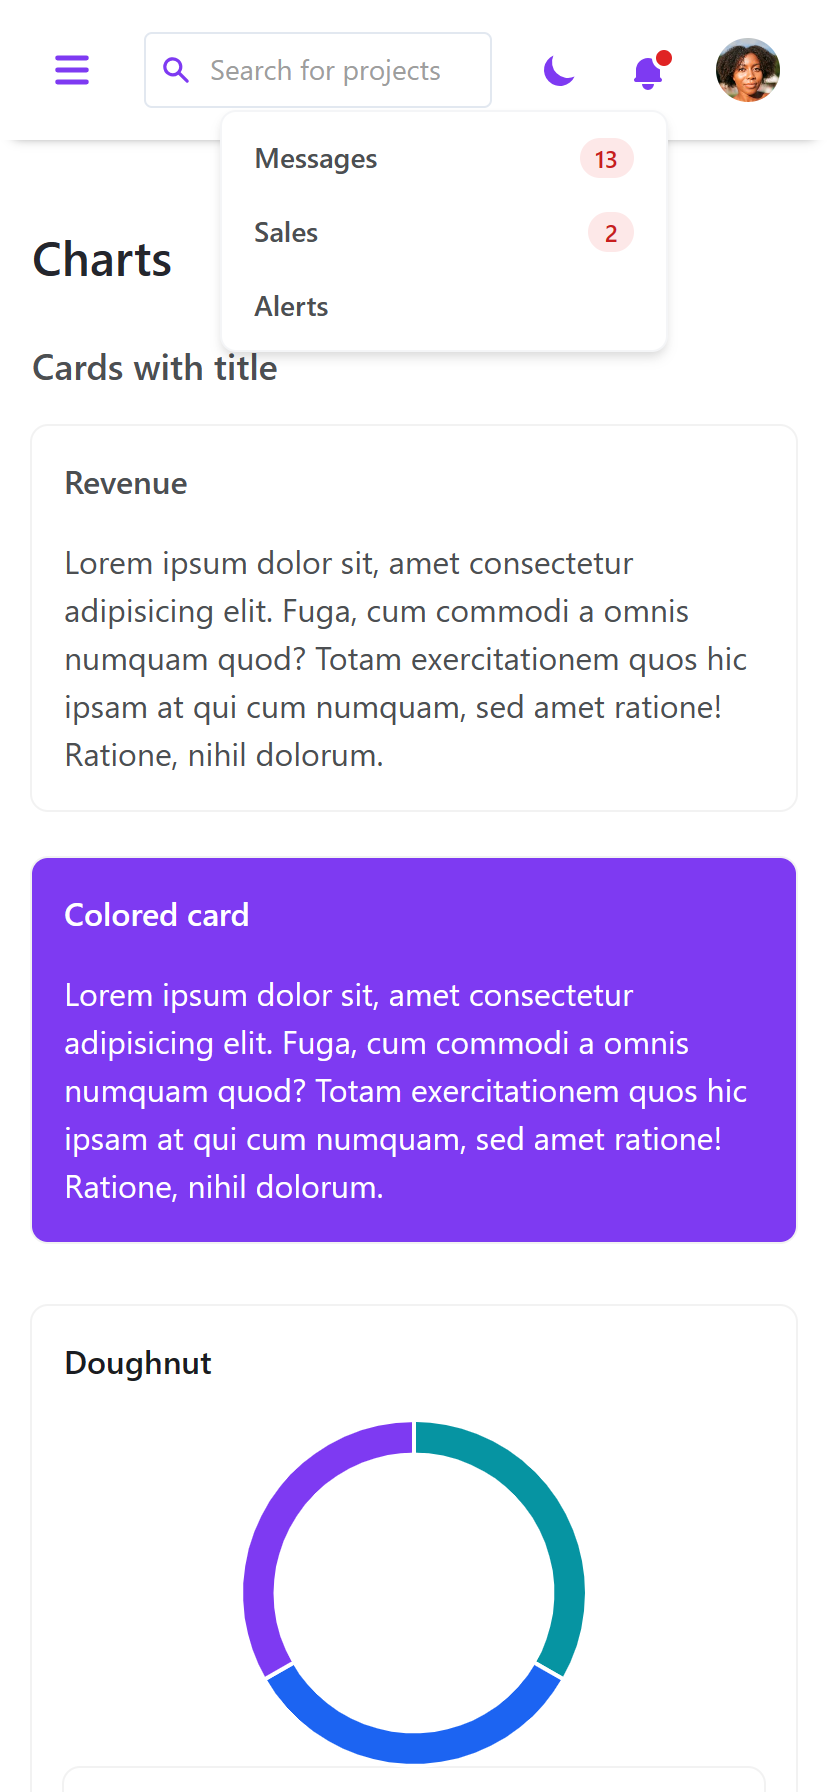 Search for projects
Messages 13
Sales 2
Alerts
Charts
Cards with title
Revenue
Lorem ipsum dolor sit, amet consectetur
adipisicing elit. Fuga, cum commodi a omnis
numquam quod? Totam exercitationem quos hic
ipsam at qui cum numquam, sed amet ratione!
Ratione, nihil dolorum.
Colored card
Lorem ipsum dolor sit, amet consectetur
adipisicing elit. Fuga, cum commodi a omnis
numquam quod? Totam exercitationem quos hic
ipsam at qui cum numquam, sed amet ratione!
Ratione, nihil dolorum.
Doughnut